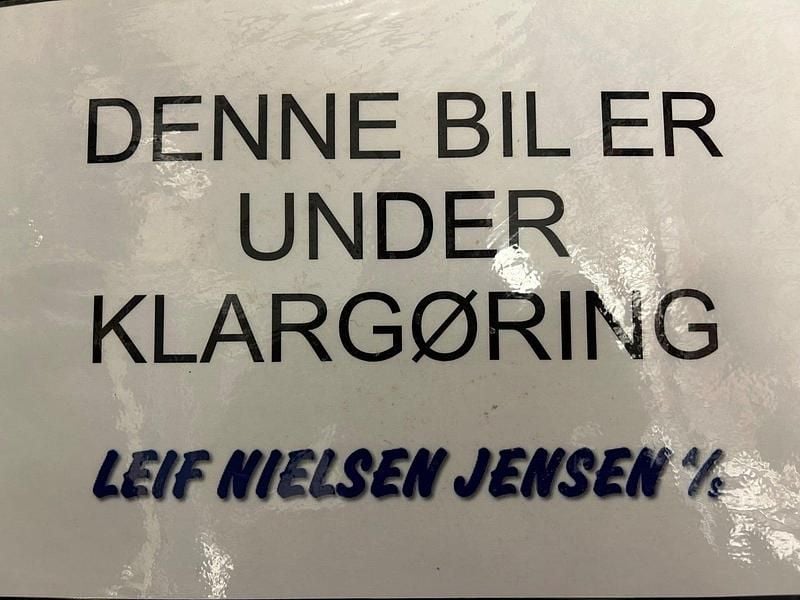 DENNE BIL ER
UNDER
KLARGØRING
LEIF NIELSEN JENSEN A/S